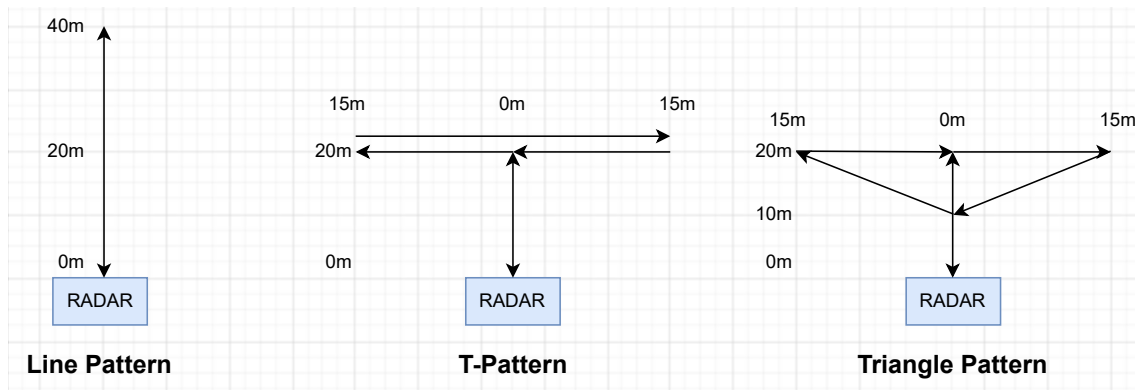 40m
20m
0m
RADAR
Line Pattern
15m 0m 15m
20m
0m
RADAR
T-Pattern
15m 0m 15m
20m
10m
0m
RADAR
Triangle Pattern